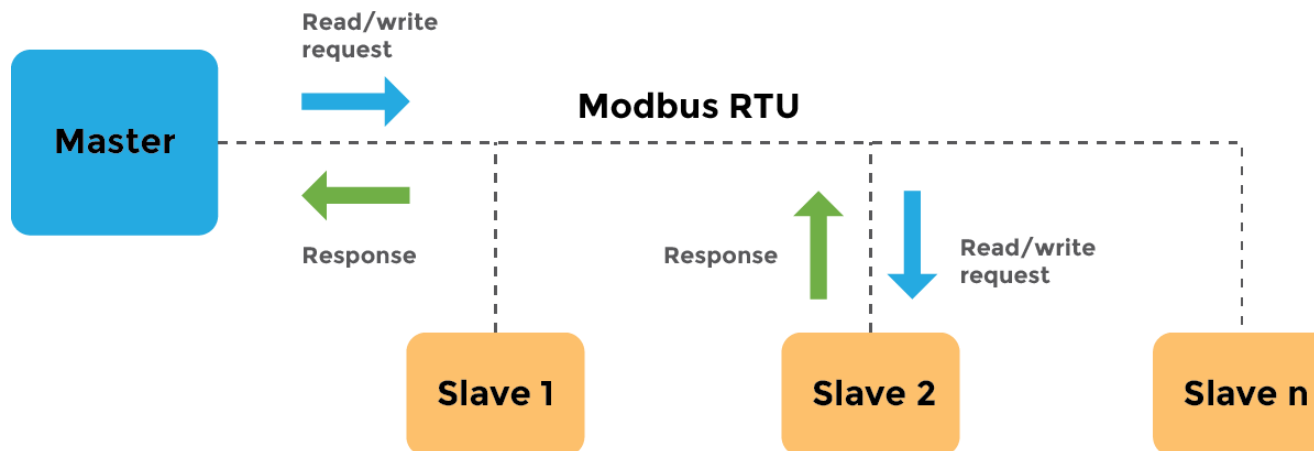 Read/write
request
Modbus RTU
Master
Response
Response
Read/write
request
Slave 1
Slave 2
Slave n